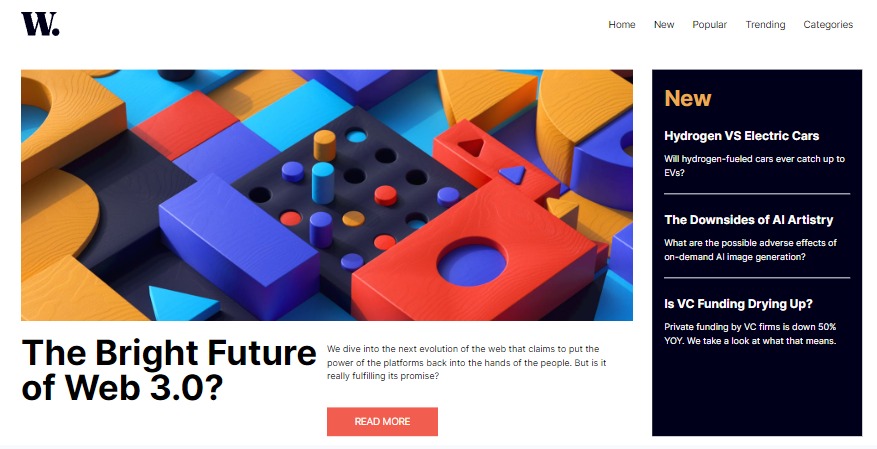 W.
Home New Popular Trending Categories
The Bright Future
of Web 3.0?
We dive into the next evolution of the web that claims to put the
power of the platforms back into the hands of the people. But is it
really fulfilling its promise?
READ MORE
New
Hydrogen VS Electric Cars
Will hydrogen-fueled cars ever catch up to
EVs?
The Downsides of AI Artistry
What are the possible adverse effects of
on-demand AI image generation?
Is VC Funding Drying Up?
Private funding by VC firms is down 50%
YOY. We take a look at what that means.